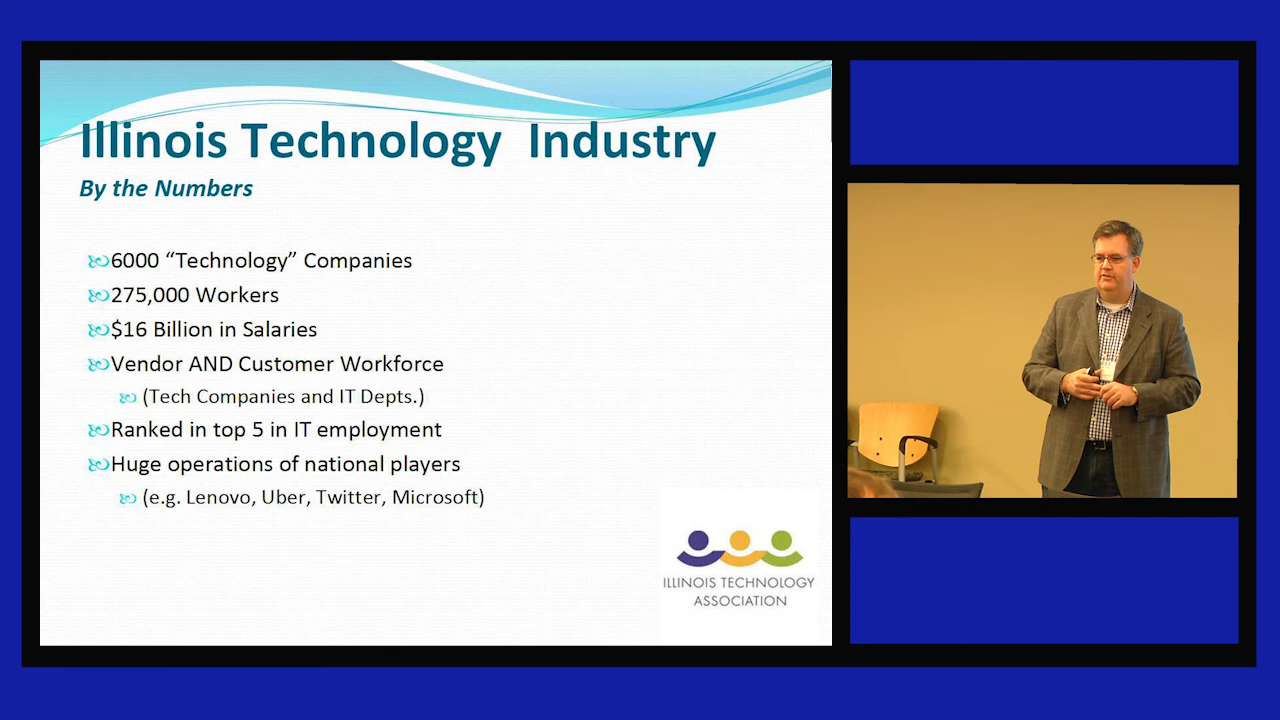 Illinois Technology Industry
By the Numbers
6000 “Technology” Companies
275,000 Workers
$16 Billion in Salaries
Vendor AND Customer Workforce
(Tech Companies and IT Depts.)
Ranked in top 5 in IT employment
Huge operations of national players
(e.g. Lenovo, Uber, Twitter, Microsoft)
ILLINOIS TECHNOLOGY
ASSOCIATION